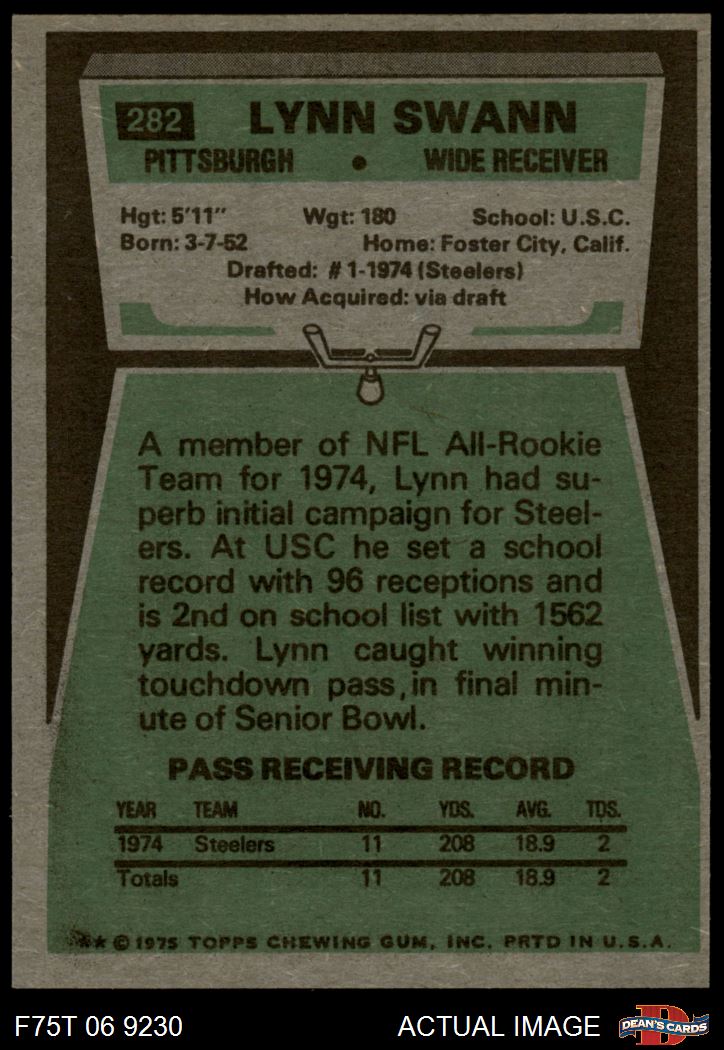 282 LYNN SWANN
PITTSBURGH • WIDE RECEIVER
Hgt: 5'11" Wgt: 180 School: U.S.C.
Born: 3-7-52 Home: Foster City, Calif.
Drafted: #1-1974 (Steelers)
How Acquired: via draft
A member of NFL All-Rookie
Team for 1974, Lynn had su-
perb initial campaign for Steel-
ers. At USC he set a school
record with 96 receptions and
is 2nd on school list with 1562
yards. Lynn caught winning
touchdown pass, in final min-
ute of Senior Bowl.
PASS RECEIVING RECORD
YEAR TEAM NO. YDS. AVG. TDS.
1974 Steelers 11 208 18.9 2
Totals 11 208 18.9 2
** © 1975 TOPPS CHEWING GUM, INC. PRTD IN U.S.A.
F75T 06 9230 ACTUAL IMAGE D DEAN'S CARDS